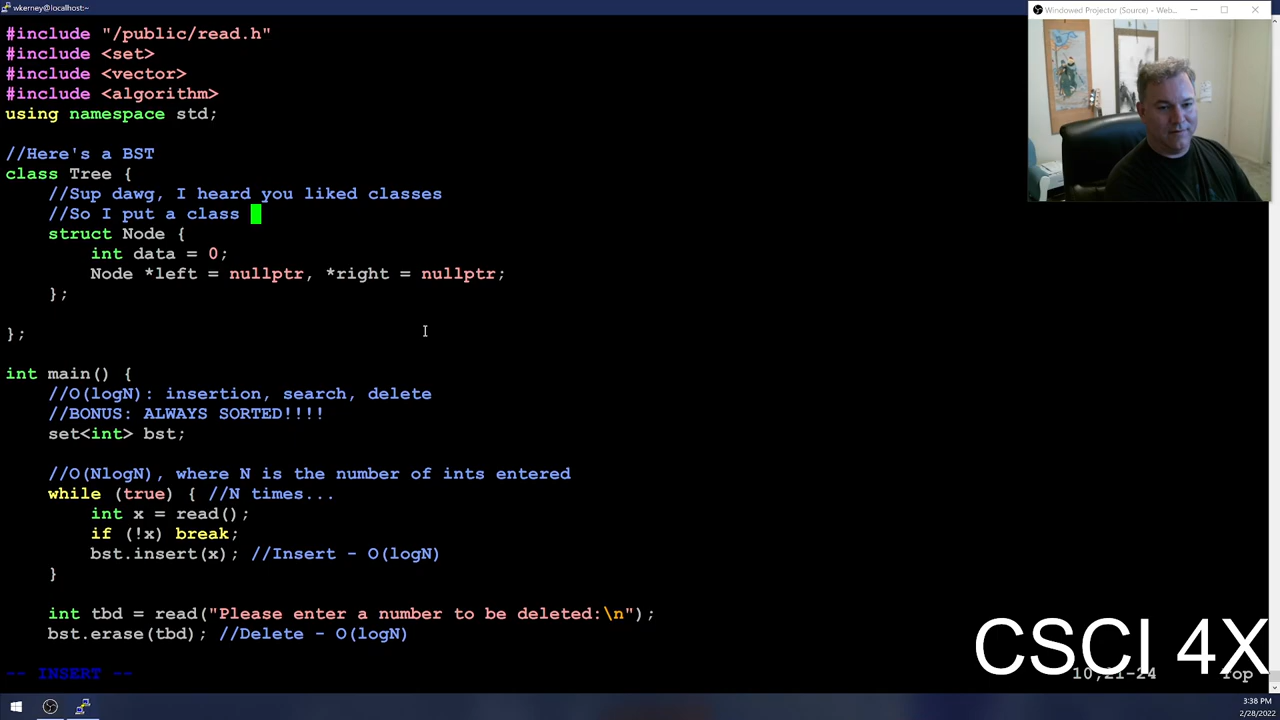 wkerney@localhost:~
Windowed Projector (Source) - Web...
#include "/public/read.h"
#include <set>
#include <vector>
#include <algorithm>
using namespace std;
//Here's a BST
class Tree {
//Sup dawg, I heard you liked classes
//So I put a class
struct Node {
int data = 0;
Node *left = nullptr, *right = nullptr;
};
};
int main() {
//O(logN): insertion, search, delete
//BONUS: ALWAYS SORTED!!!!
set<int> bst;
//O(NlogN), where N is the number of ints entered
while (true) { //N times...
int x = read();
if (!x) break;
bst.insert(x); //Insert - O(logN)
}
int tbd = read("Please enter a number to be deleted:\n");
bst.erase(tbd); //Delete - O(logN)
-- INSERT --
10,21-24
Top
CSCI 4X
3:38 PM
2/28/2022